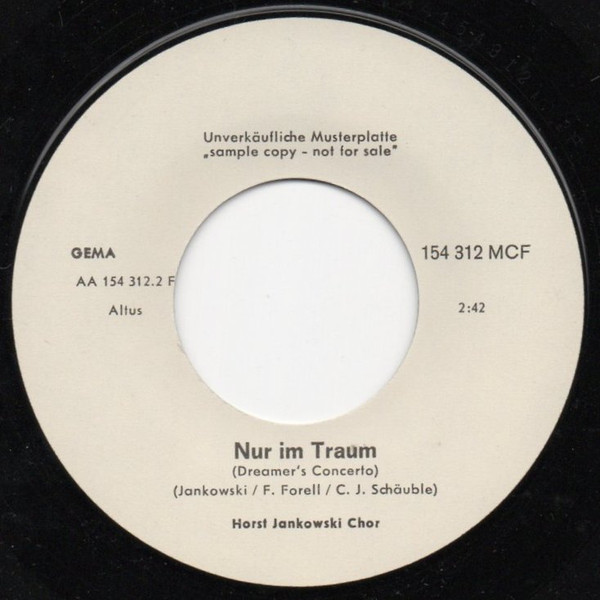 Unverkäufliche Musterplatte
„sample copy - not for sale"
GEMA
154 312 MCF
AA 154 312.2 F
Altus
2:42
Nur im Traum
(Dreamer's Concerto)
(Jankowski / F. Forell / C. J. Schäuble)
Horst Jankowski Chor